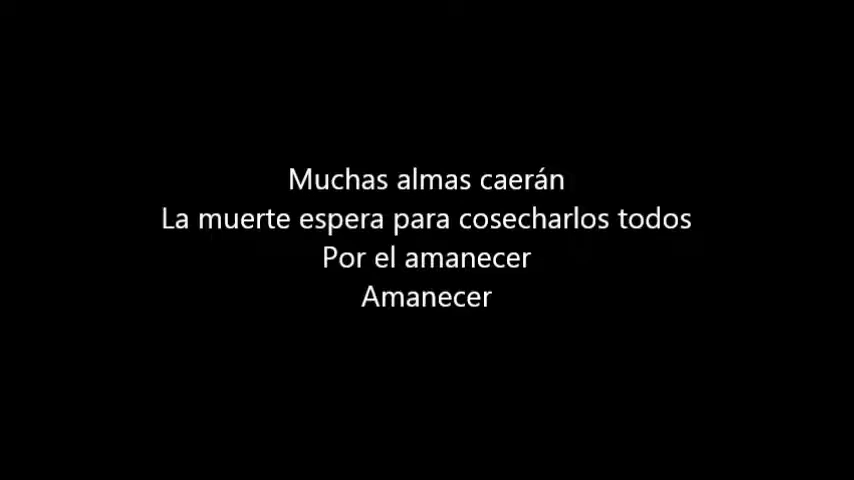 Muchas almas caerán
La muerte espera para cosecharlos todos
Por el amanecer
Amanecer